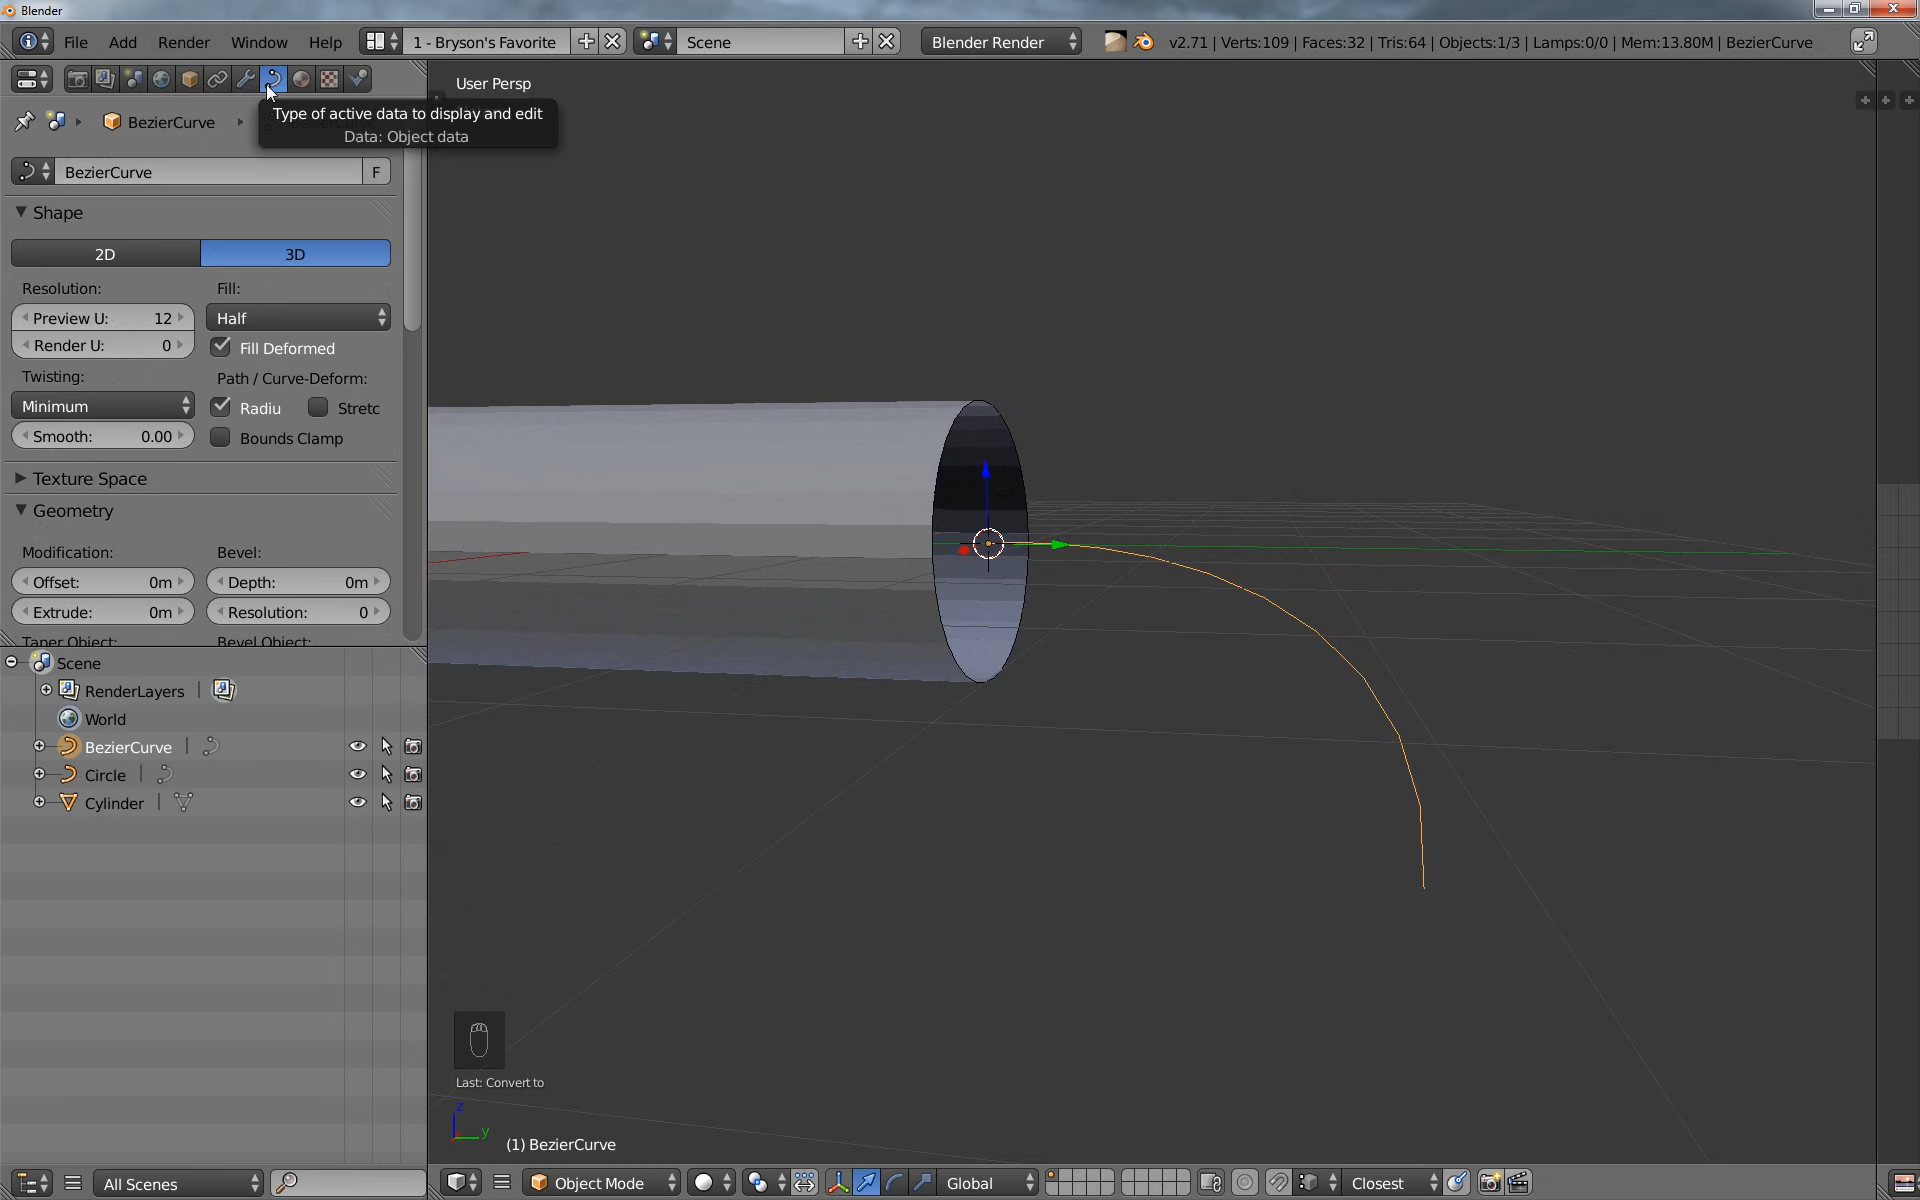 Blender
File Add Render Window Help 1 - Bryson's Favorite Scene Blender Render v2.71 | Verts:109 | Faces:32 | Tris:64 | Objects:1/3 | Lamps:0/0 | Mem:13.80M | BezierCurve
User Persp
Type of active data to display and edit
Data: Object data
BezierCurve
BezierCurve F
Shape
2D 3D
Resolution: Fill:
Preview U: 12 Half
Render U: 0 Fill Deformed
Twisting: Path / Curve-Deform:
Minimum Radiu Stretc
Smooth: 0.00 Bounds Clamp
Texture Space
Geometry
Modification: Bevel:
Offset: 0m Depth: 0m
Extrude: 0m Resolution: 0
Taper Object: Bevel Object:
Scene
RenderLayers
World
BezierCurve
Circle
Cylinder
Last: Convert to
z
y
(1) BezierCurve
All Scenes Object Mode Global Closest